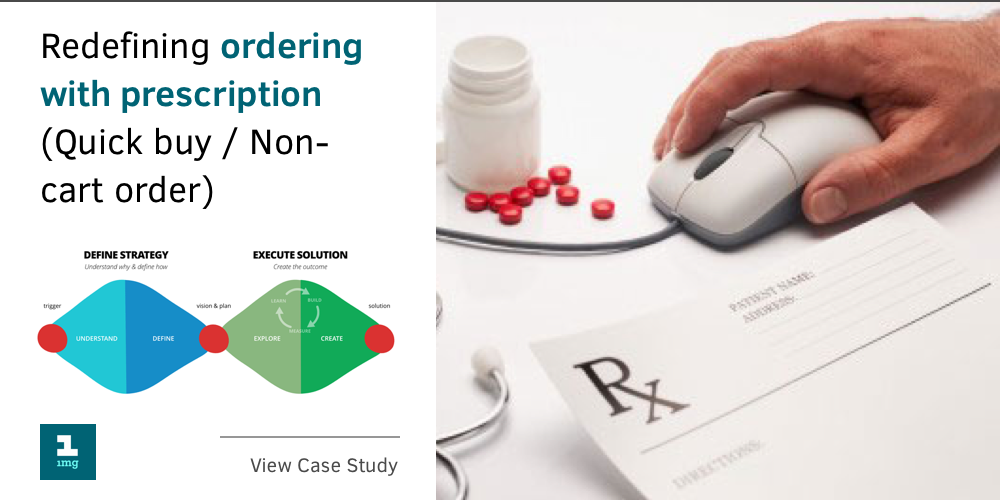 Redefining ordering
with prescription
(Quick buy / Non-
cart order)
DEFINE STRATEGY
Understand why & define how
EXECUTE SOLUTION
Create the outcome
trigger
vision & plan
solution
LEARN
BUILD
MEASURE
UNDERSTAND
DEFINE
EXPLORE
CREATE
1
1mg
View Case Study
PATIENT NAME:
ADDRESS:
Rx
DIRECTIONS: